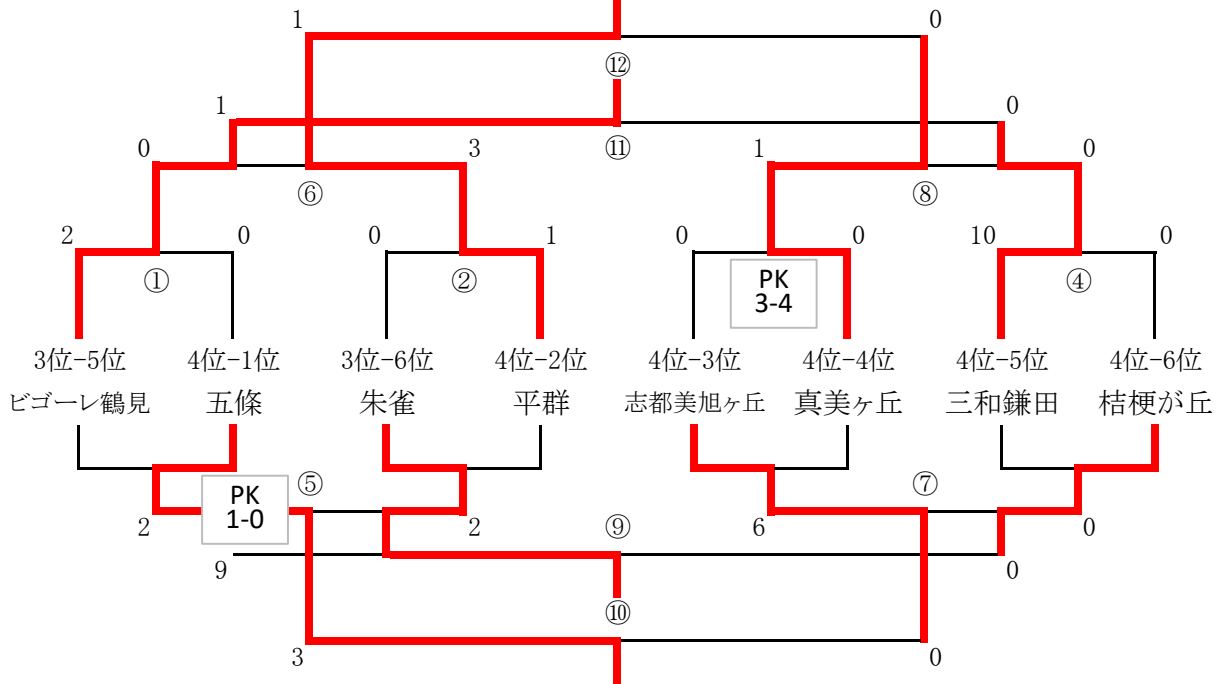 1 0
⑫
1 0
⑪
0 3 1 0
⑥ ⑧
2 0 0 1 0 0 10 0
① ② PK ④
3-4
3位-5位 4位-1位 3位-6位 4位-2位 4位-3位 4位-4位 4位-5位 4位-6位
ビゴーレ鶴見 五條 朱雀 平群 志都美旭ヶ丘 真美ヶ丘 三和鎌田 桔梗が丘
⑤ ⑦
PK
1-0
2 2 ⑨ 6 0
9 0
⑩
3 0